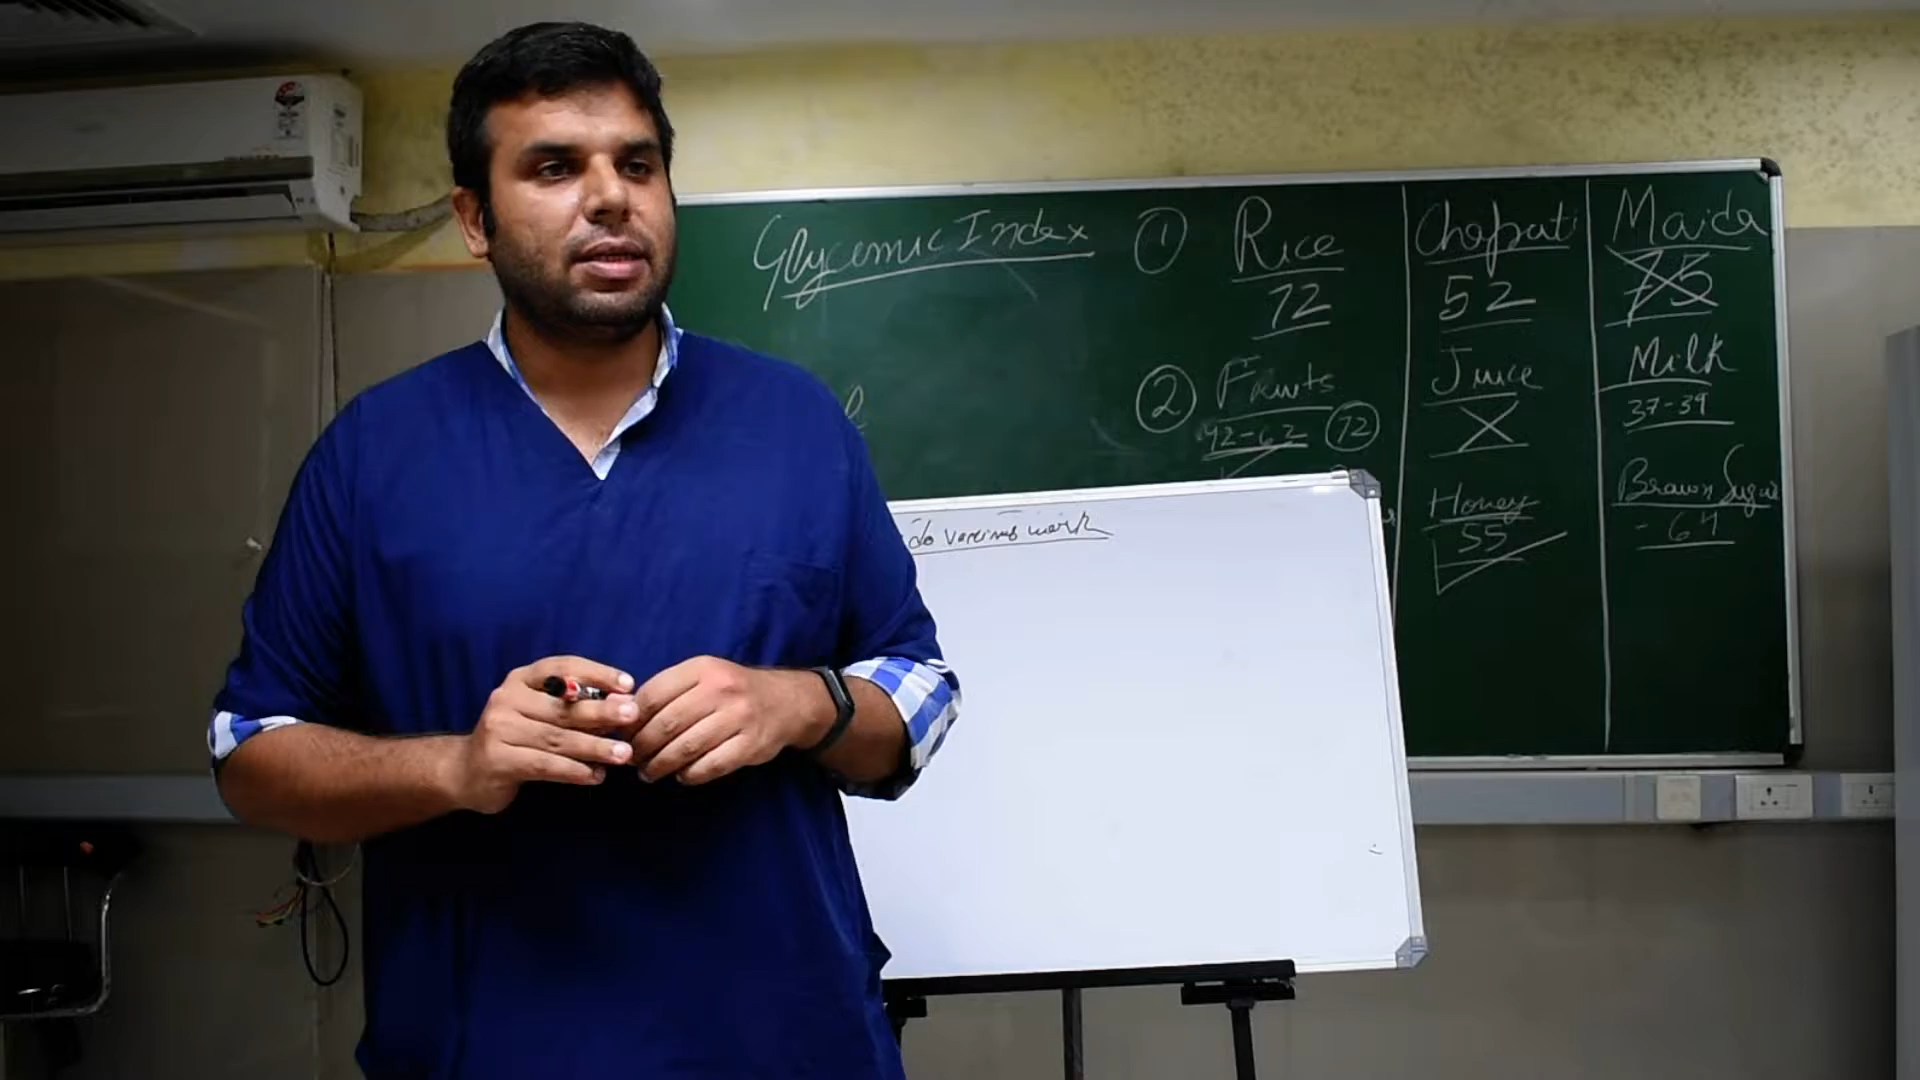 Glycemic Index
① Rice
72
Chapati
52
Maida
75
② Fruits
42-62 72
Juice
X
Milk
37-39
Honey
55
Brown Sugar
- 64
do various work